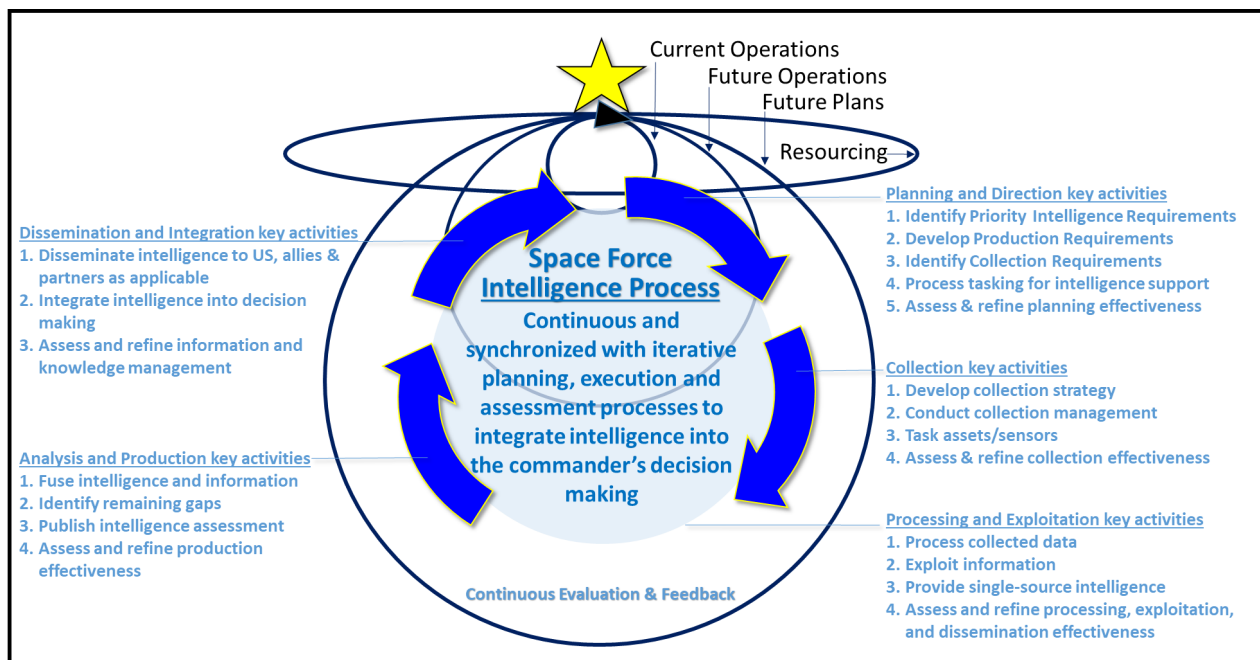 Current Operations
Future Operations
Future Plans
Resourcing
Planning and Direction key activities
1. Identify Priority Intelligence Requirements
2. Develop Production Requirements
3. Identify Collection Requirements
4. Process tasking for intelligence support
5. Assess & refine planning effectiveness
Collection key activities
1. Develop collection strategy
2. Conduct collection management
3. Task assets/sensors
4. Assess & refine collection effectiveness
Processing and Exploitation key activities
1. Process collected data
2. Exploit information
3. Provide single-source intelligence
4. Assess and refine processing, exploitation,
and dissemination effectiveness
Analysis and Production key activities
1. Fuse intelligence and information
2. Identify remaining gaps
3. Publish intelligence assessment
4. Assess and refine production
effectiveness
Dissemination and Integration key activities
1. Disseminate intelligence to US, allies &
partners as applicable
2. Integrate intelligence into decision
making
3. Assess and refine information and
knowledge management
Space Force
Intelligence Process
Continuous and
synchronized with iterative
planning, execution and
assessment processes to
integrate intelligence into
the commander's decision
making
Continuous Evaluation & Feedback